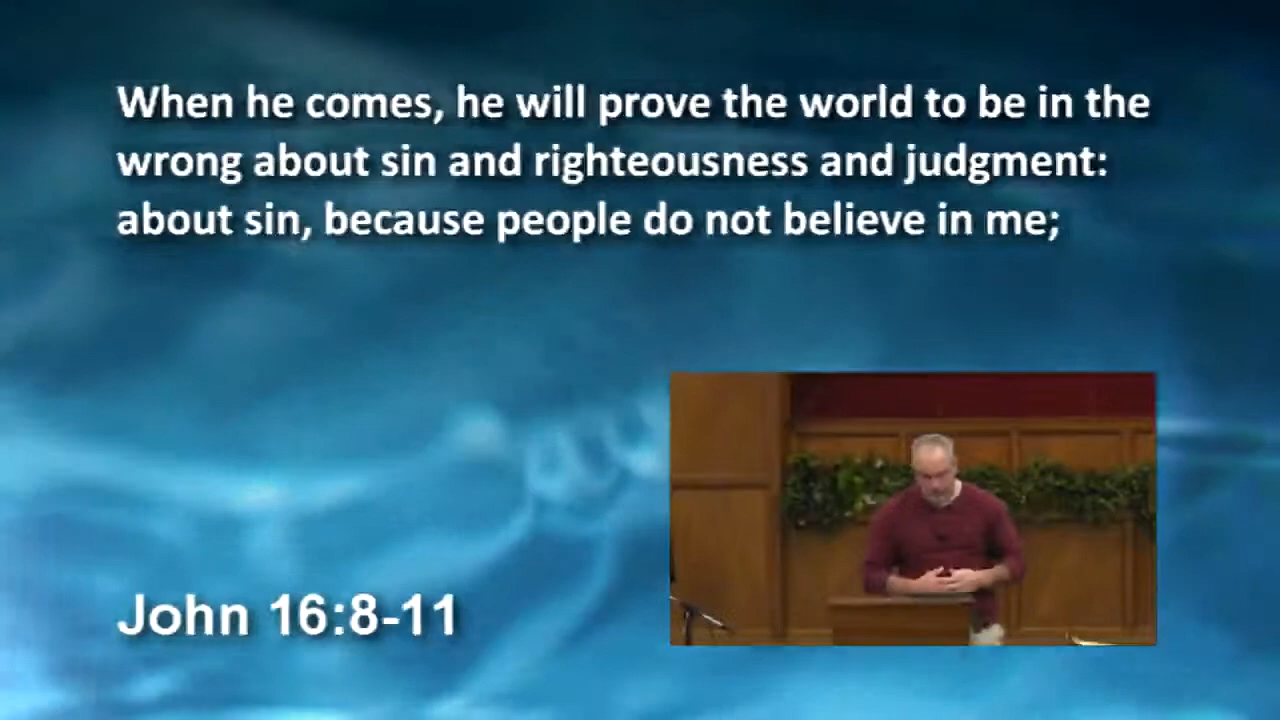 When he comes, he will prove the world to be in the
wrong about sin and righteousness and judgment:
about sin, because people do not believe in me;
John 16:8-11